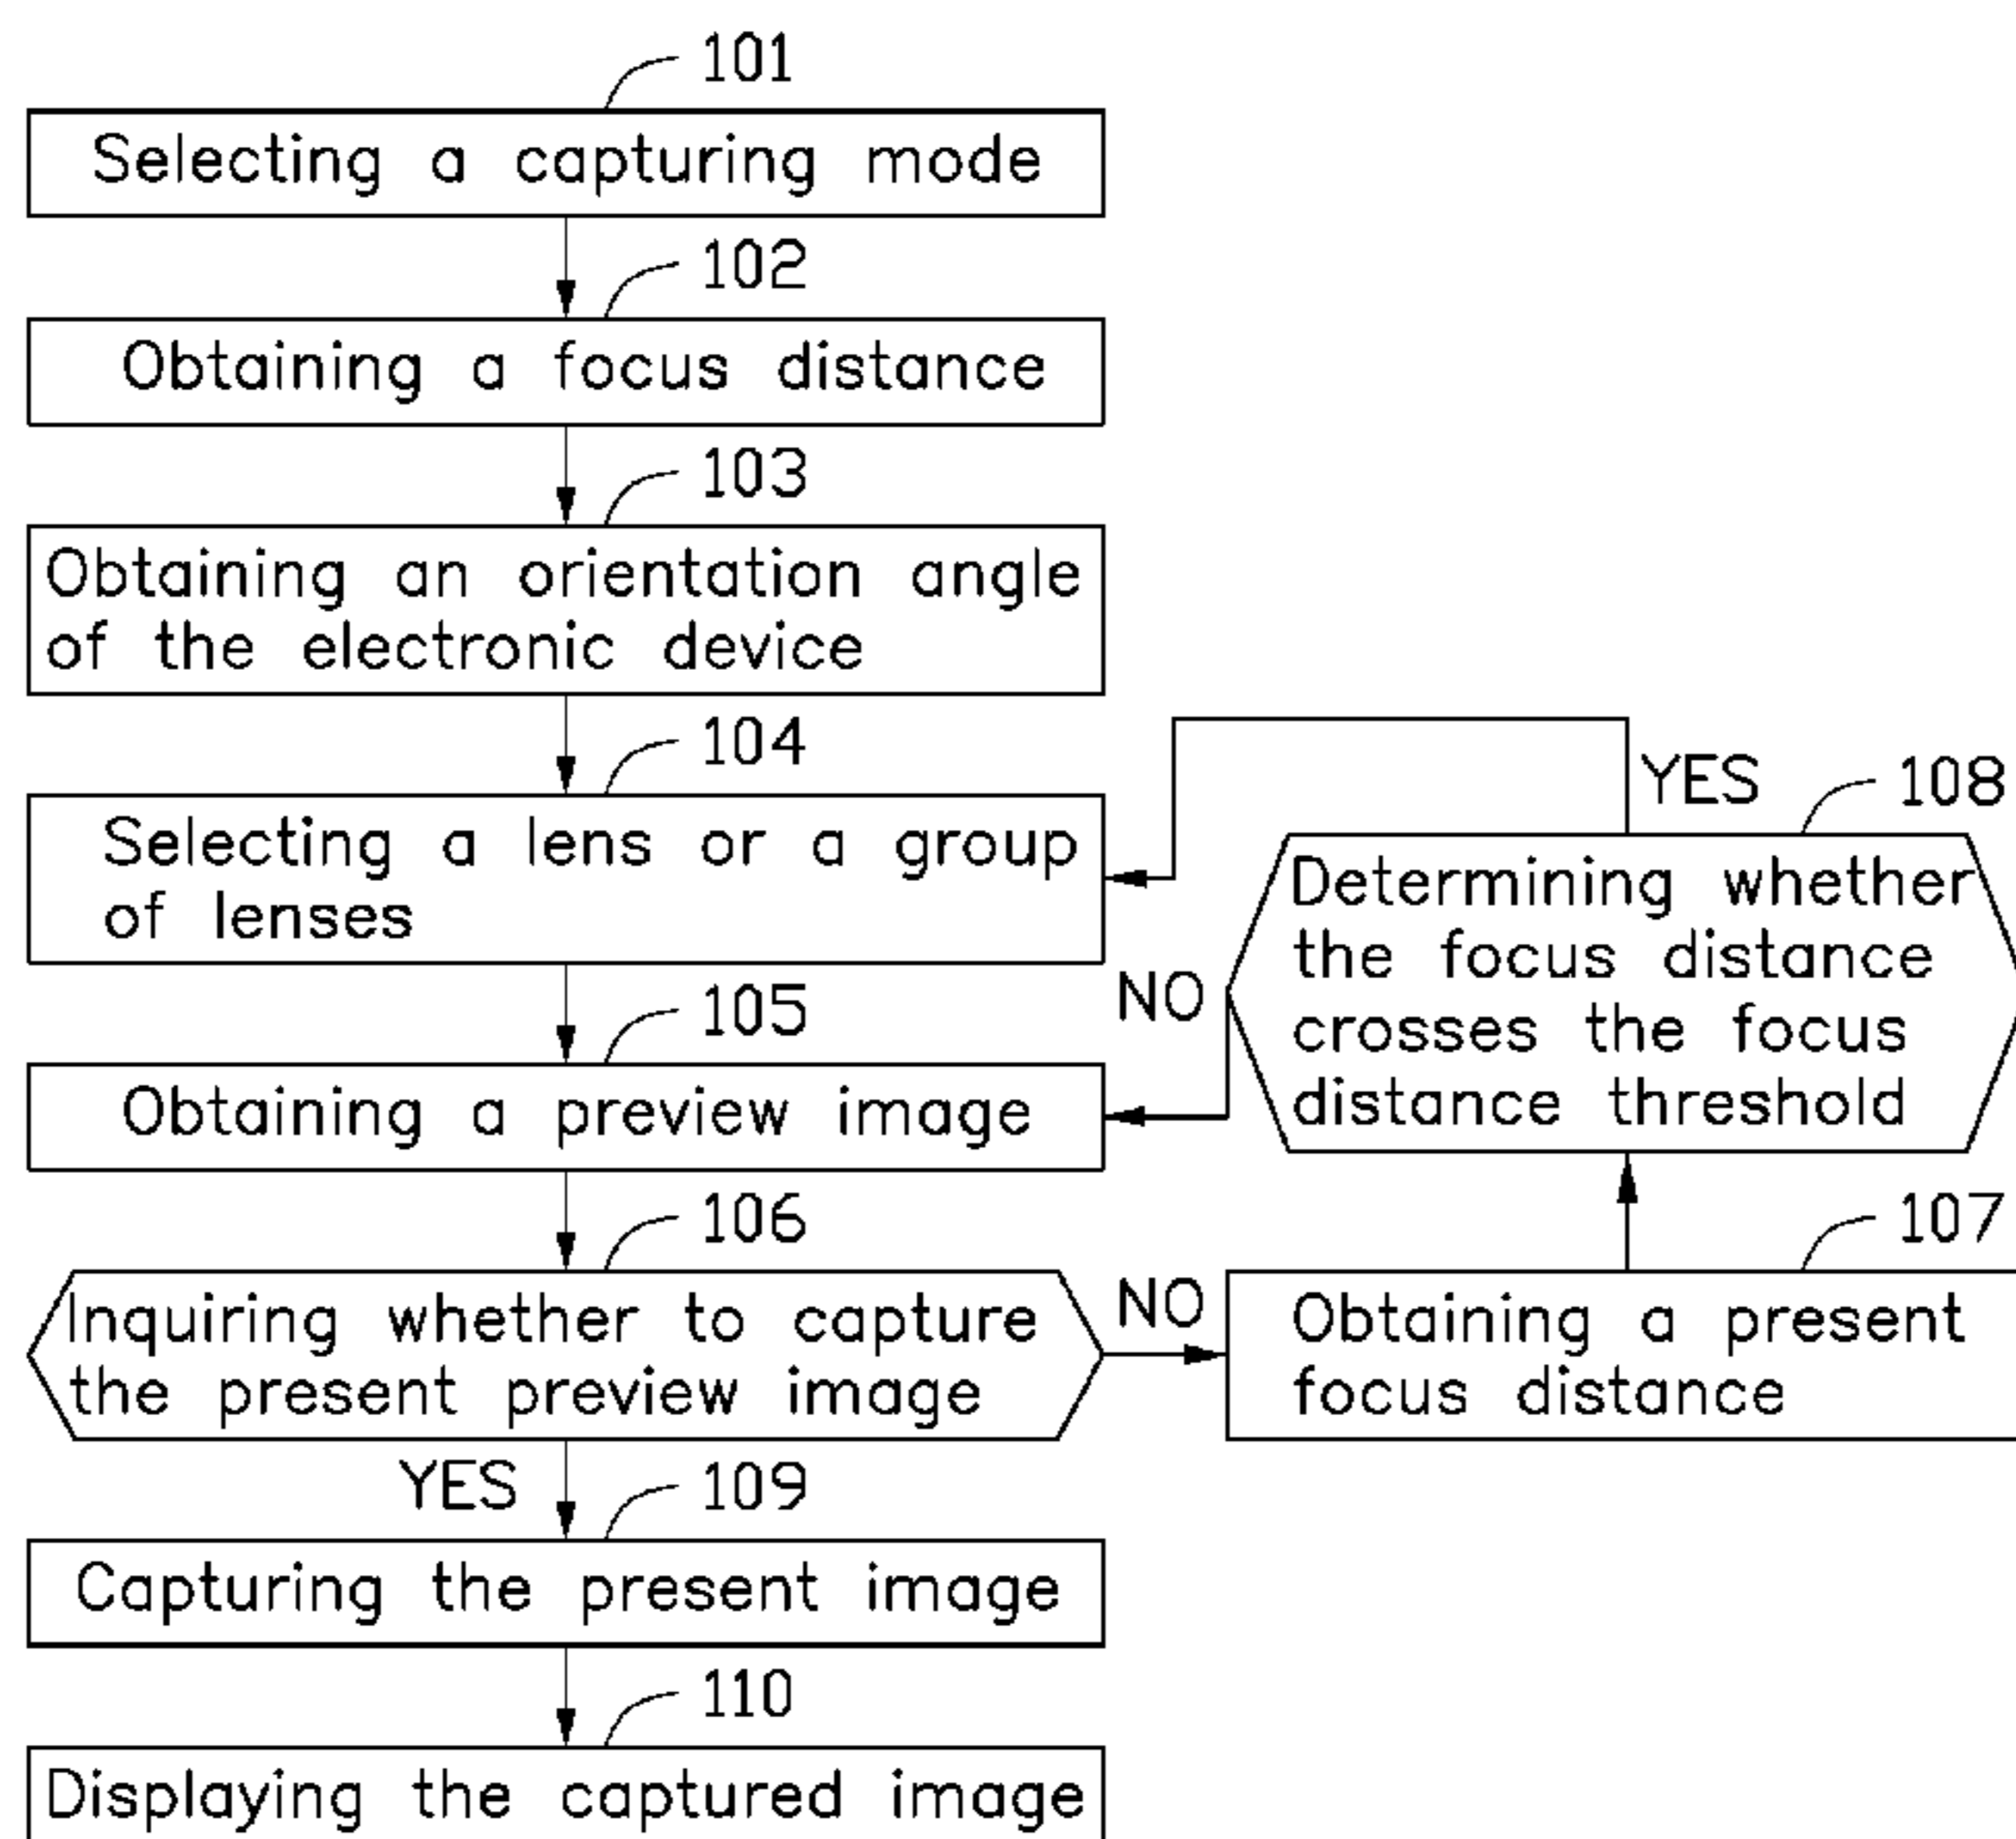 101
Selecting a capturing mode
102
Obtaining a focus distance
103
Obtaining an orientation angle
of the electronic device
104
Selecting a lens or a group
of lenses
105
Obtaining a preview image
106
Inquiring whether to capture
the present preview image
NO
107
Obtaining a present
focus distance
YES
108
Determining whether
the focus distance
crosses the focus
distance threshold
NO
YES
109
Capturing the present image
110
Displaying the captured image